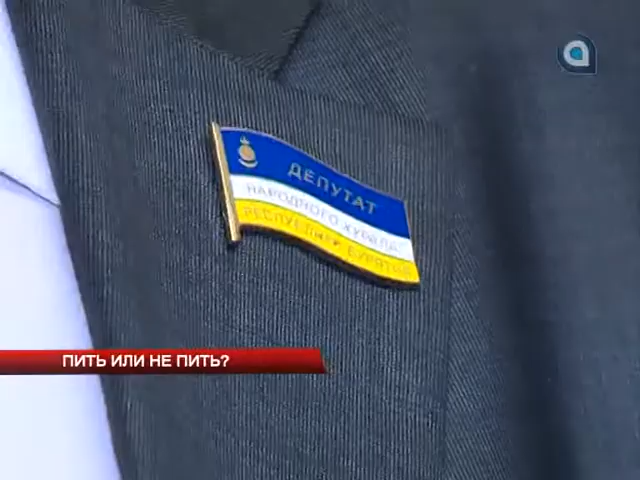 ДЕПУТАТ
НАРОДНОГО ХУРАЛА
РЕСПУБЛИКИ БУРЯТИЯ
ПИТЬ ИЛИ НЕ ПИТЬ?